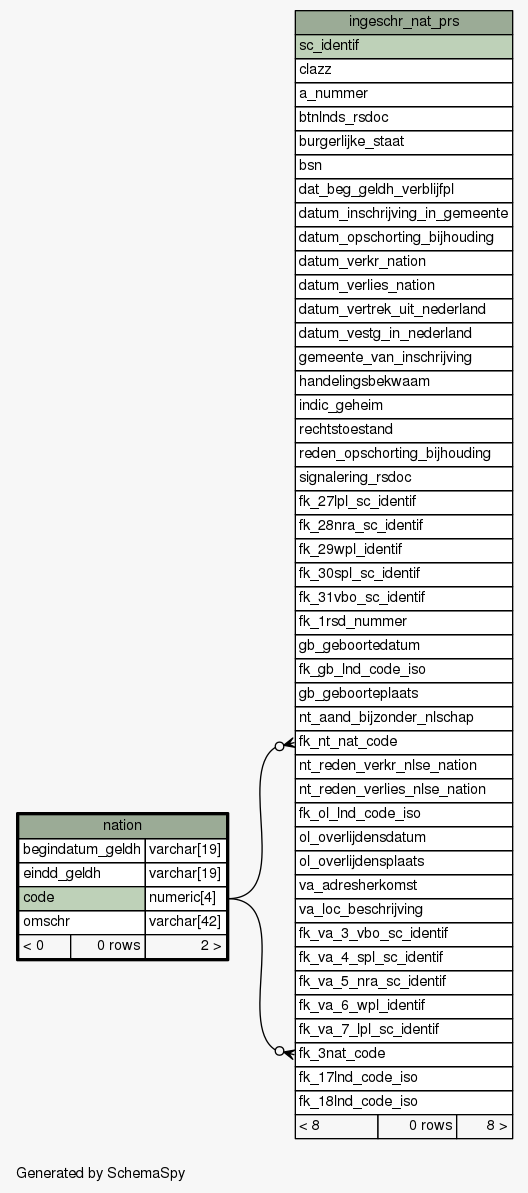 ingeschr_nat_prs
sc_identif
clazz
a_nummer
btnlnds_rsdoc
burgerlijke_staat
bsn
dat_beg_geldh_verblijfpl
datum_inschrijving_in_gemeente
datum_opschorting_bijhouding
datum_verkr_nation
datum_verlies_nation
datum_vertrek_uit_nederland
datum_vestg_in_nederland
gemeente_van_inschrijving
handelingsbekwaam
indic_geheim
rechtstoestand
reden_opschorting_bijhouding
signalering_rsdoc
fk_27lpl_sc_identif
fk_28nra_sc_identif
fk_29wpl_identif
fk_30spl_sc_identif
fk_31vbo_sc_identif
fk_1rsd_nummer
gb_geboortedatum
fk_gb_lnd_code_iso
gb_geboorteplaats
nt_aand_bijzonder_nlschap
fk_nt_nat_code
nt_reden_verkr_nlse_nation
nt_reden_verlies_nlse_nation
fk_ol_lnd_code_iso
ol_overlijdensdatum
ol_overlijdensplaats
va_adresherkomst
va_loc_beschrijving
fk_va_3_vbo_sc_identif
fk_va_4_spl_sc_identif
fk_va_5_nra_sc_identif
fk_va_6_wpl_identif
fk_va_7_lpl_sc_identif
fk_3nat_code
fk_17lnd_code_iso
fk_18lnd_code_iso
< 8 0 rows 8 >
nation
begindatum_geldh varchar[19]
eindd_geldh varchar[19]
code numeric[4]
omschr varchar[42]
< 0 0 rows 2 >
Generated by SchemaSpy